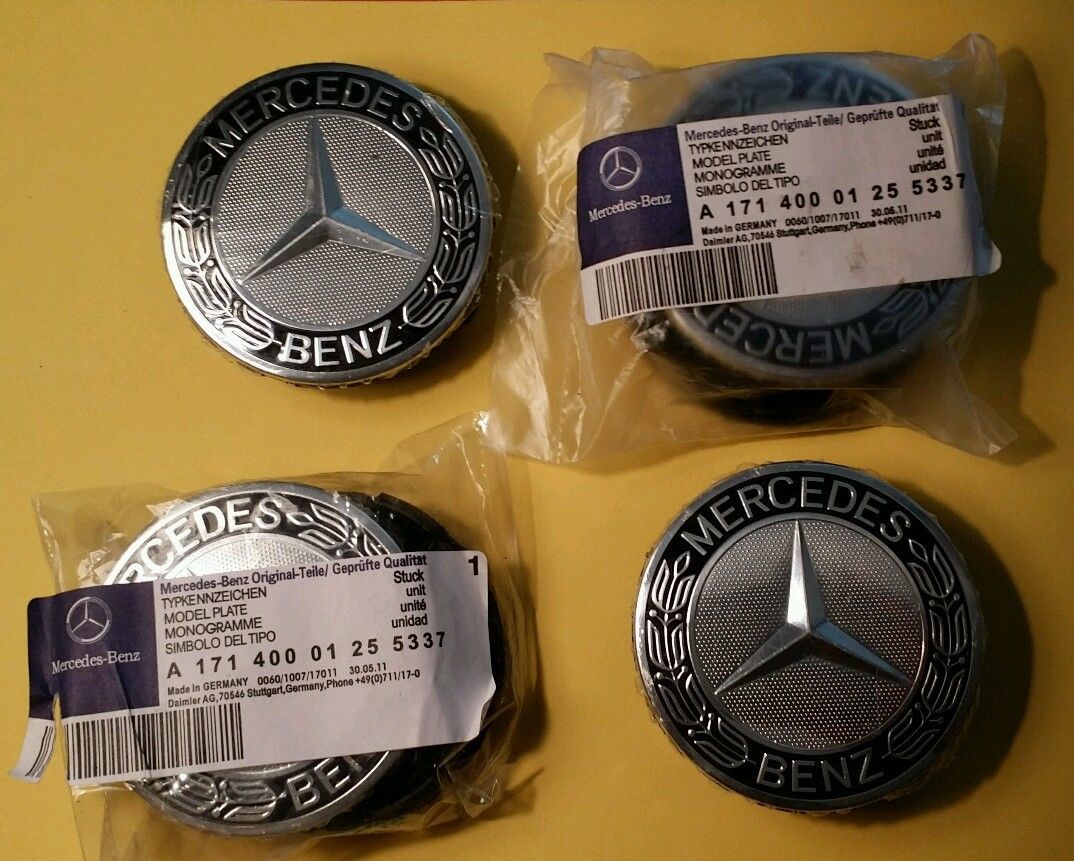 MERCEDES
BENZ
ENZ
MERCED
Mercedes-Benz
Mercedes-Benz Original-Teile/ Geprüfte Qualität
TYPKENNZEICHEN Stuck
MODEL PLATE unit
MONOGRAMME unité
SIMBOLO DEL TIPO unidad
A 171 400 01 25 5337
Made in GERMANY 0060/1007/17011 30.05.11
Daimler AG,70546 Stuttgart,Germany,Phone +49(0)711/17-0
RCEDES
BEN
Mercedes-Benz
Mercedes-Benz Original-Teile/ Geprüfte Qualität 1
TYPKENNZEICHEN Stuck
MODEL PLATE unit
MONOGRAMME unité
SIMBOLO DEL TIPO unidad
A 171 400 01 25 5337
Made in GERMANY 0060/1007/17011 30.05.11
Daimler AG,70546 Stuttgart,Germany,Phone +49(0)711/17-0
MERCEDES
BENZ